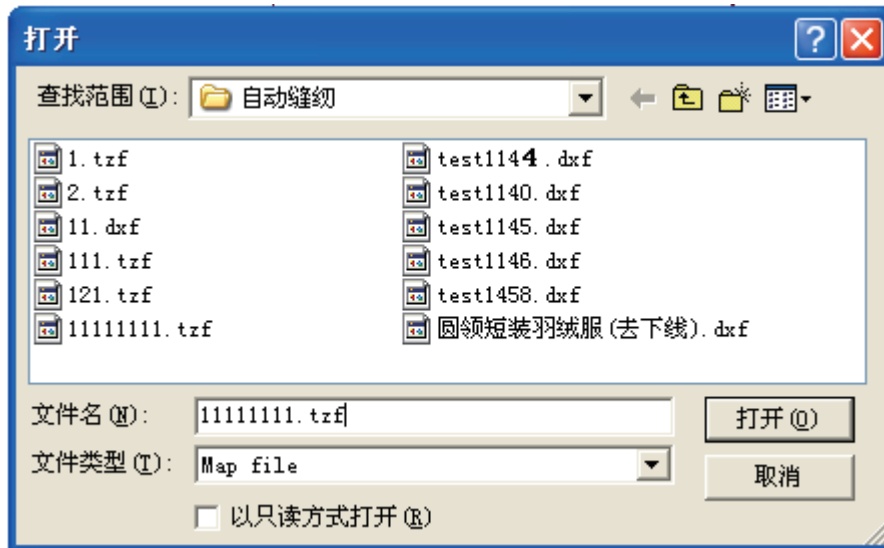 打开
查找范围(I): 自动缝纫
1.tzf
2.tzf
11.dxf
111.tzf
121.tzf
11111111.tzf
test1144.dxf
test1140.dxf
test1145.dxf
test1146.dxf
test1458.dxf
圆领短装羽绒服(去下线).dxf
文件名(N): 11111111.tzf 打开(O)
文件类型(T): Map file 取消
以只读方式打开(R)